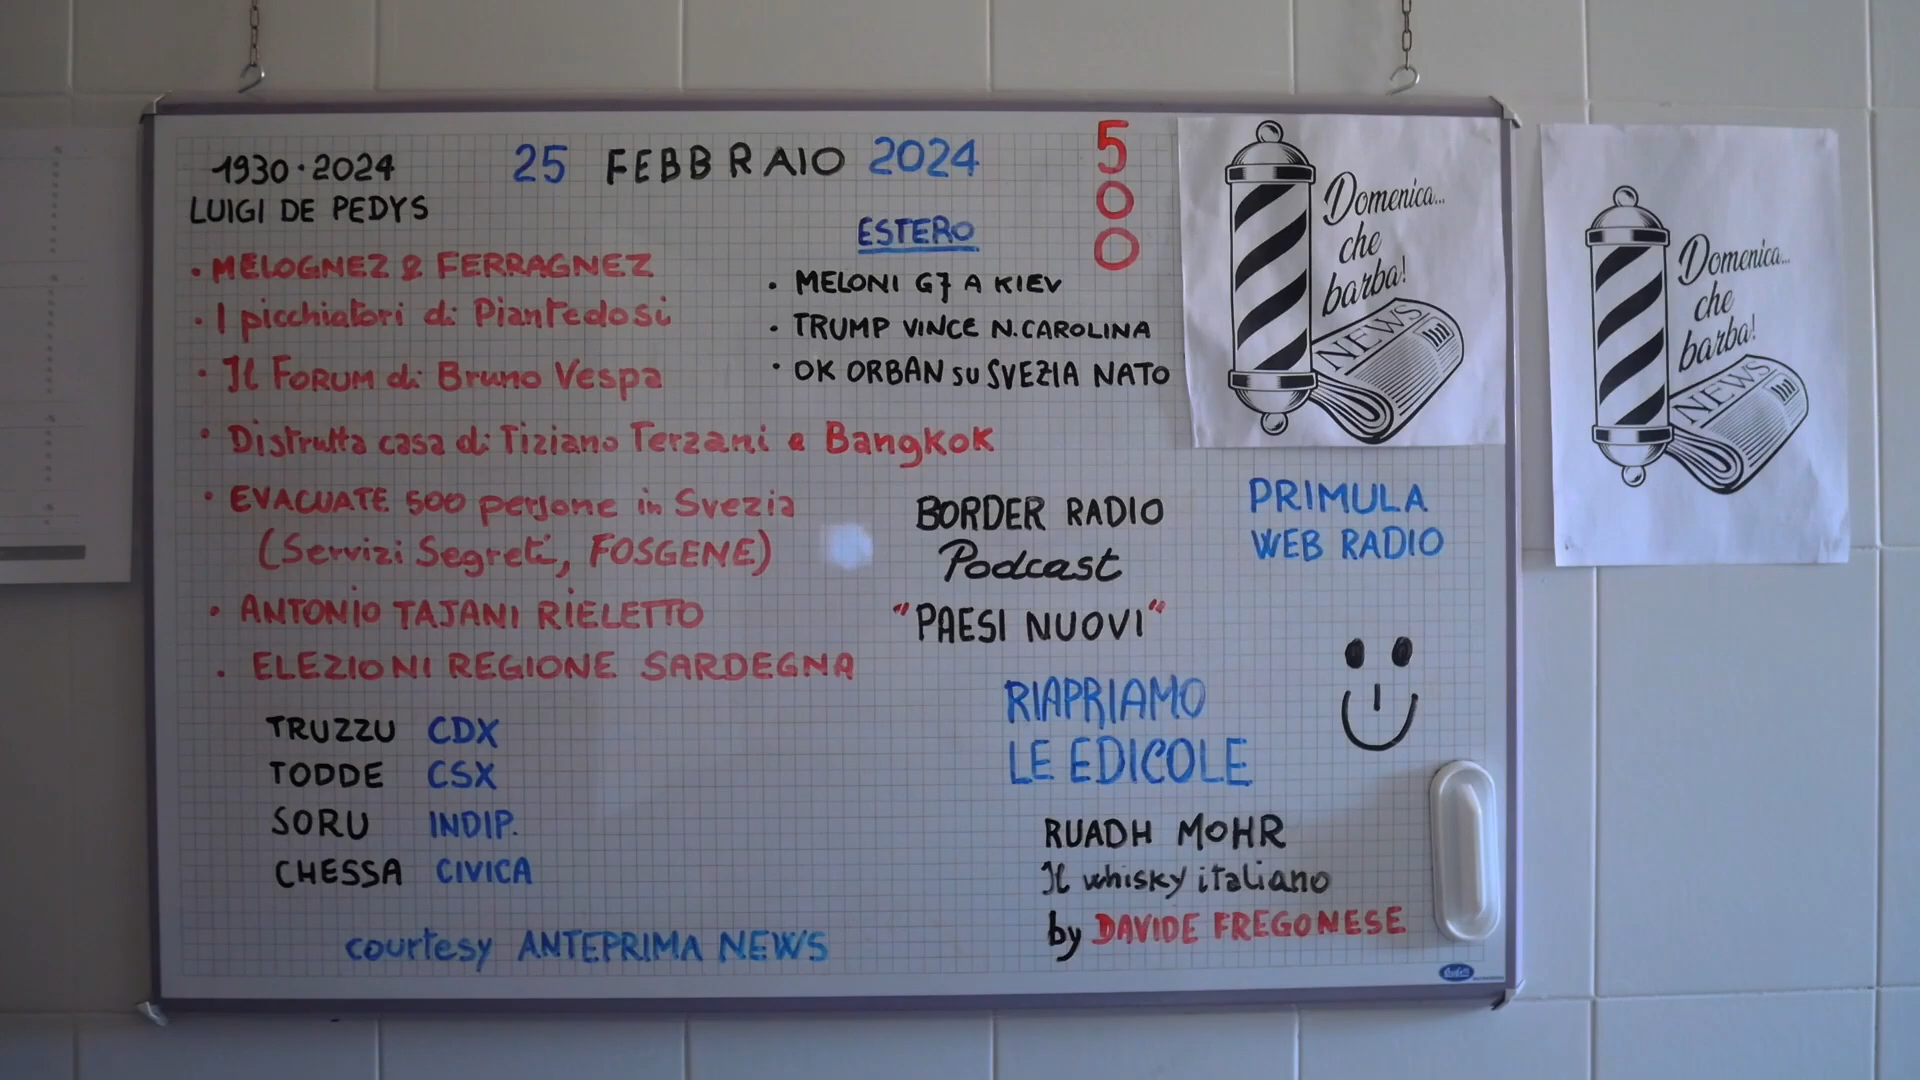 1930·2024
LUIGI DE PEDYS
25 FEBBRAIO 2024
500
• MELOGNEZ & FERRAGNEZ
• I picchiatori di Piantedosi
• Il FORUM di Bruno Vespa
• Distrutta casa di Tiziano Terzani a Bangkok
• EVACUATE 500 persone in Svezia
(Servizi Segreti, FOSGENE)
• ANTONIO TAJANI RIELETTO
• ELEZIONI REGIONE SARDEGNA
TRUZZU CDX
TODDE CSX
SORU INDIP.
CHESSA CIVICA
courtesy ANTEPRIMA NEWS
ESTERO
• MELONI G7 A KIEV
• TRUMP VINCE N.CAROLINA
• OK ORBAN SU SVEZIA NATO
BORDER RADIO
Podcast
"PAESI NUOVI"
PRIMULA
WEB RADIO
RIAPRIAMO
LE EDICOLE
RUADH MOHR
Il whisky italiano
by DAVIDE FREGONESE
Domenica...
che
barba!
NEWS
Domenica...
che
barba!
NEWS